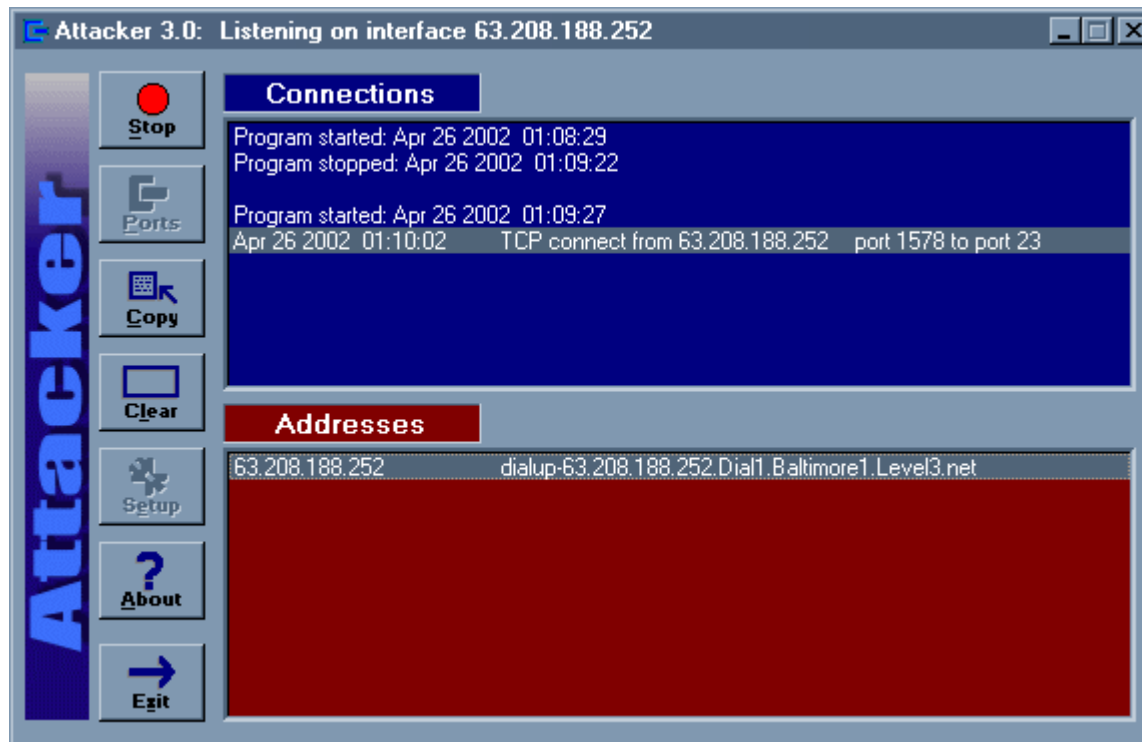 Attacker 3.0: Listening on interface 63.208.188.252
Attacker
Stop
Ports
Copy
Clear
Setup
About
Exit
Connections
Program started: Apr 26 2002 01:08:29
Program stopped: Apr 26 2002 01:09:22
Program started: Apr 26 2002 01:09:27
Apr 26 2002 01:10:02 TCP connect from 63.208.188.252 port 1578 to port 23
Addresses
63.208.188.252 dialup-63.208.188.252.Dial1.Baltimore1.Level3.net